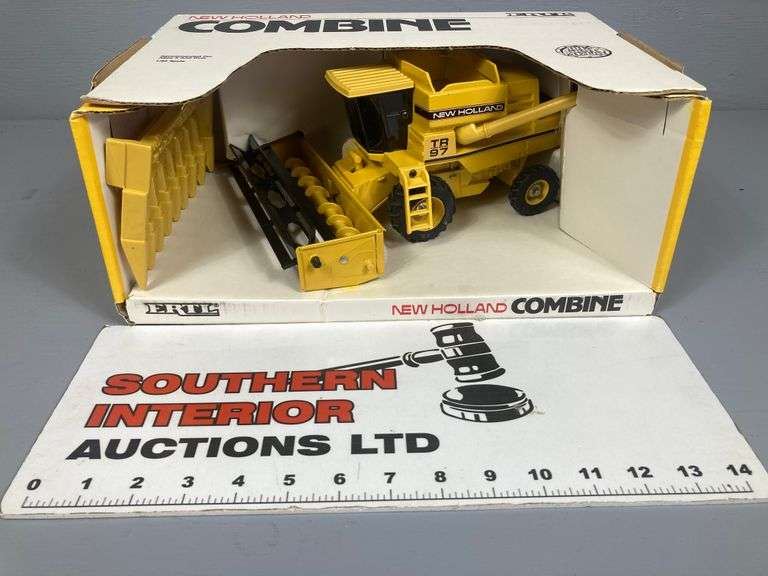 NEW HOLLAND
COMBINE
ERTL
NEW HOLLAND
TR
97
ERTL
NEW HOLLAND COMBINE
SOUTHERN
INTERIOR
AUCTIONS LTD
0 1 2 3 4 5 6 7 8 9 10 11 12 13 14